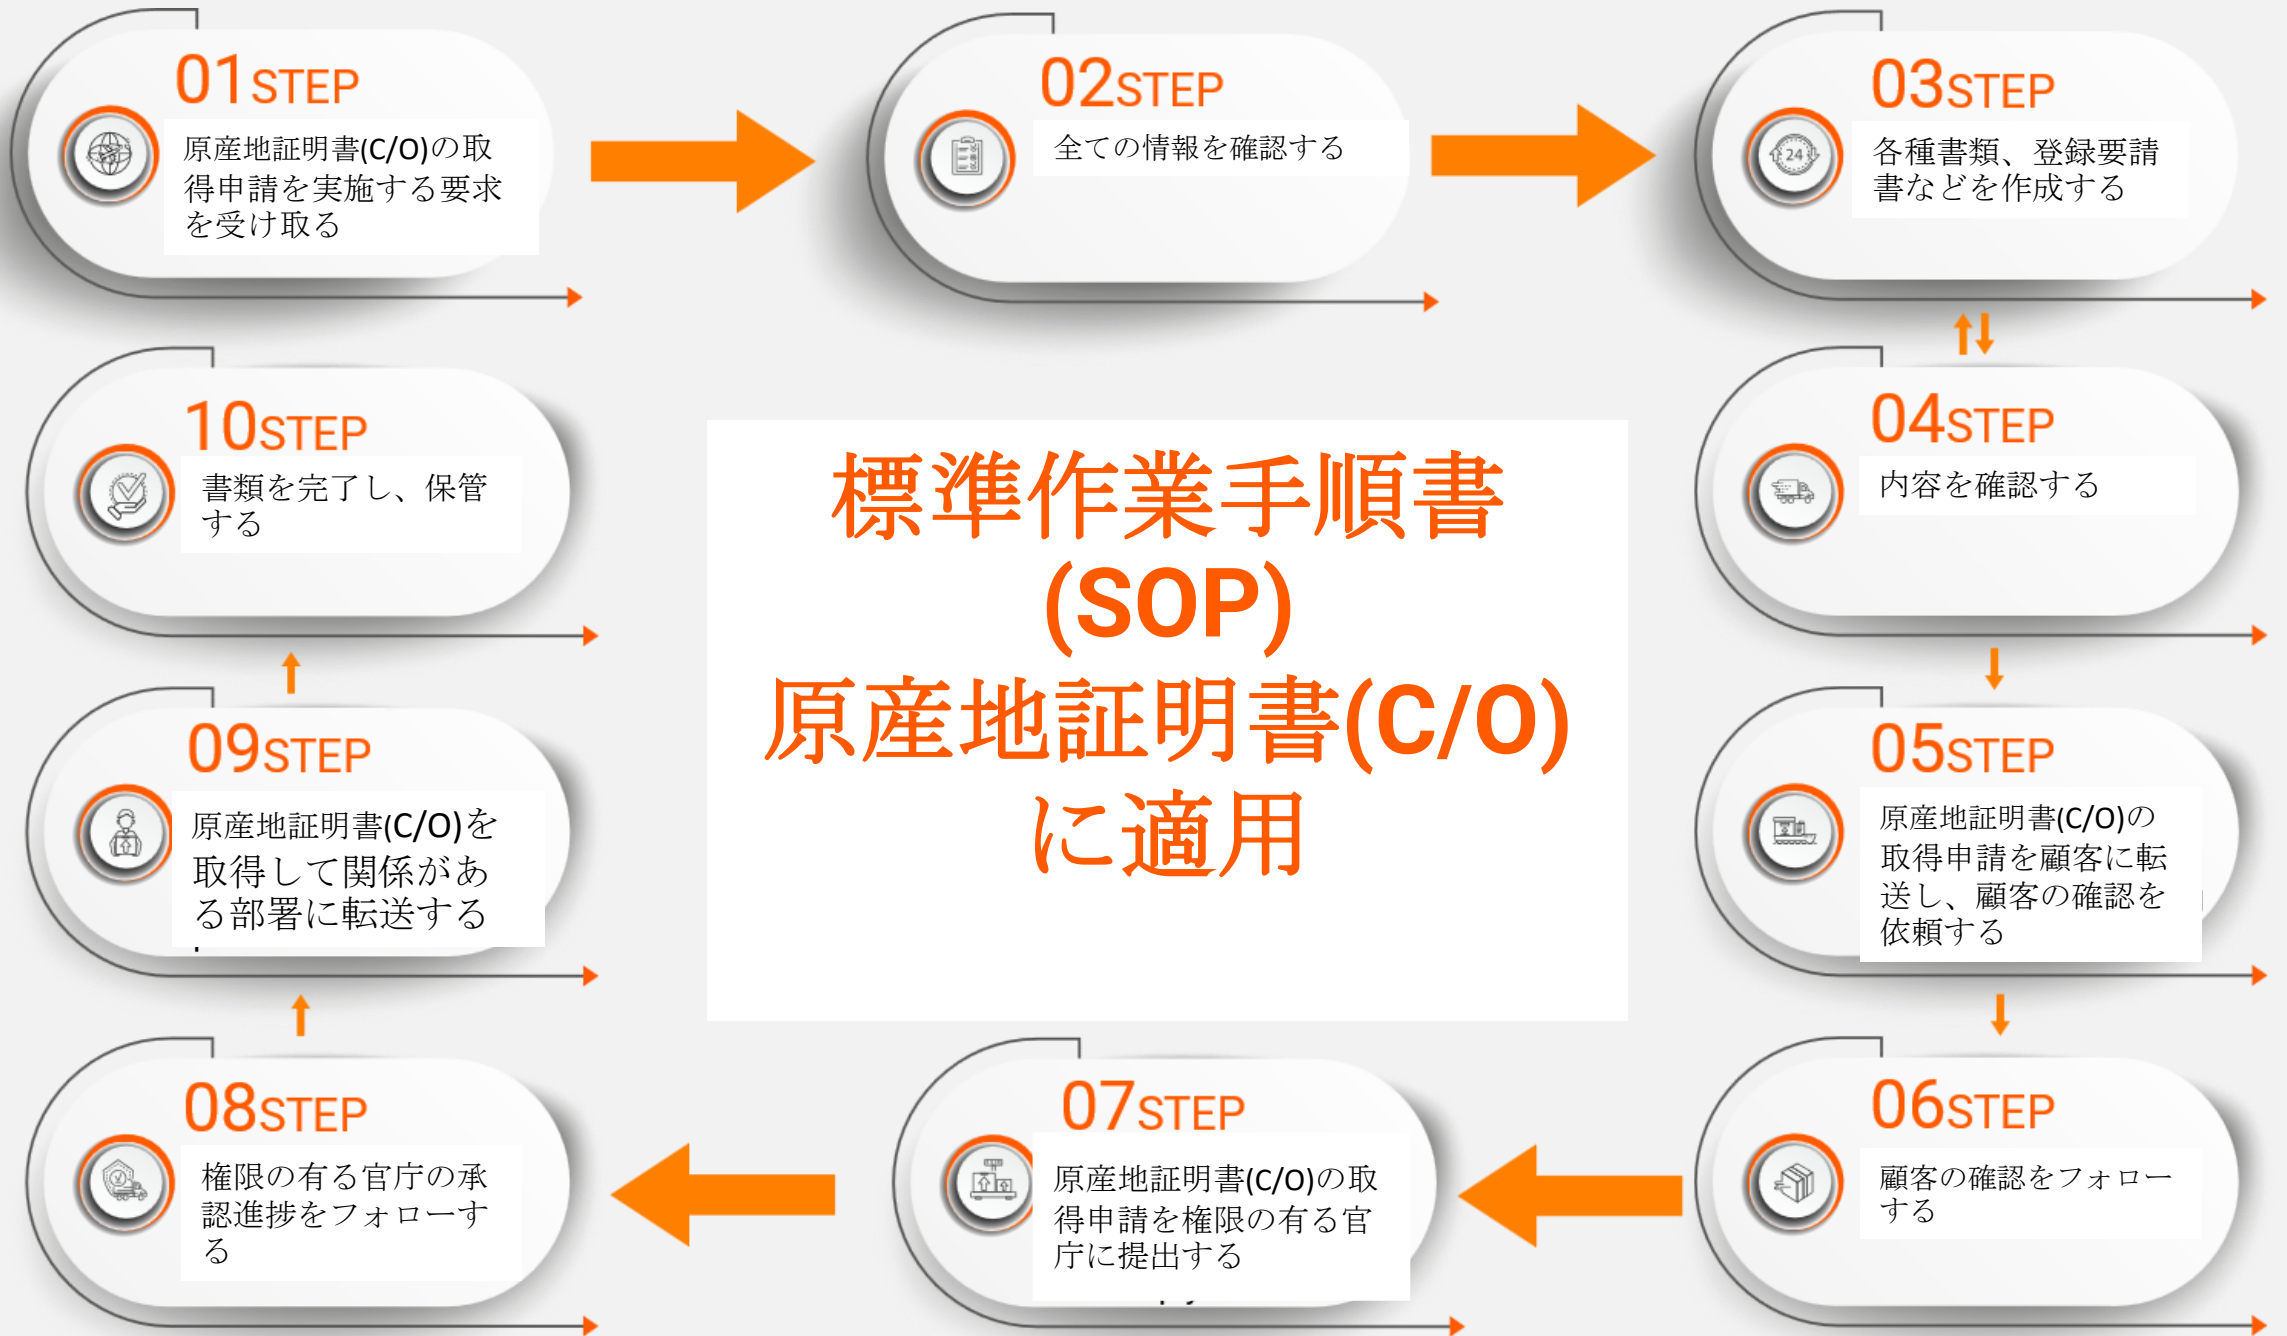 01STEP
原産地証明書(C/O)の取
得申請を実施する要求
を受け取る
02STEP
全ての情報を確認する
03STEP
24
各種書類、登録要請
書などを作成する
04STEP
内容を確認する
05STEP
原産地証明書(C/O)の
取得申請を顧客に転
送し、顧客の確認を
依頼する
06STEP
顧客の確認をフォロー
する
07STEP
原産地証明書(C/O)の取
得申請を権限の有る官
庁に提出する
08STEP
権限の有る官庁の承
認進捗をフォローす
る
09STEP
原産地証明書(C/O)を
取得して関係があ
る部署に転送する
10STEP
書類を完了し、保管
する
標準作業手順書
(SOP)
原産地証明書(C/O)
に適用